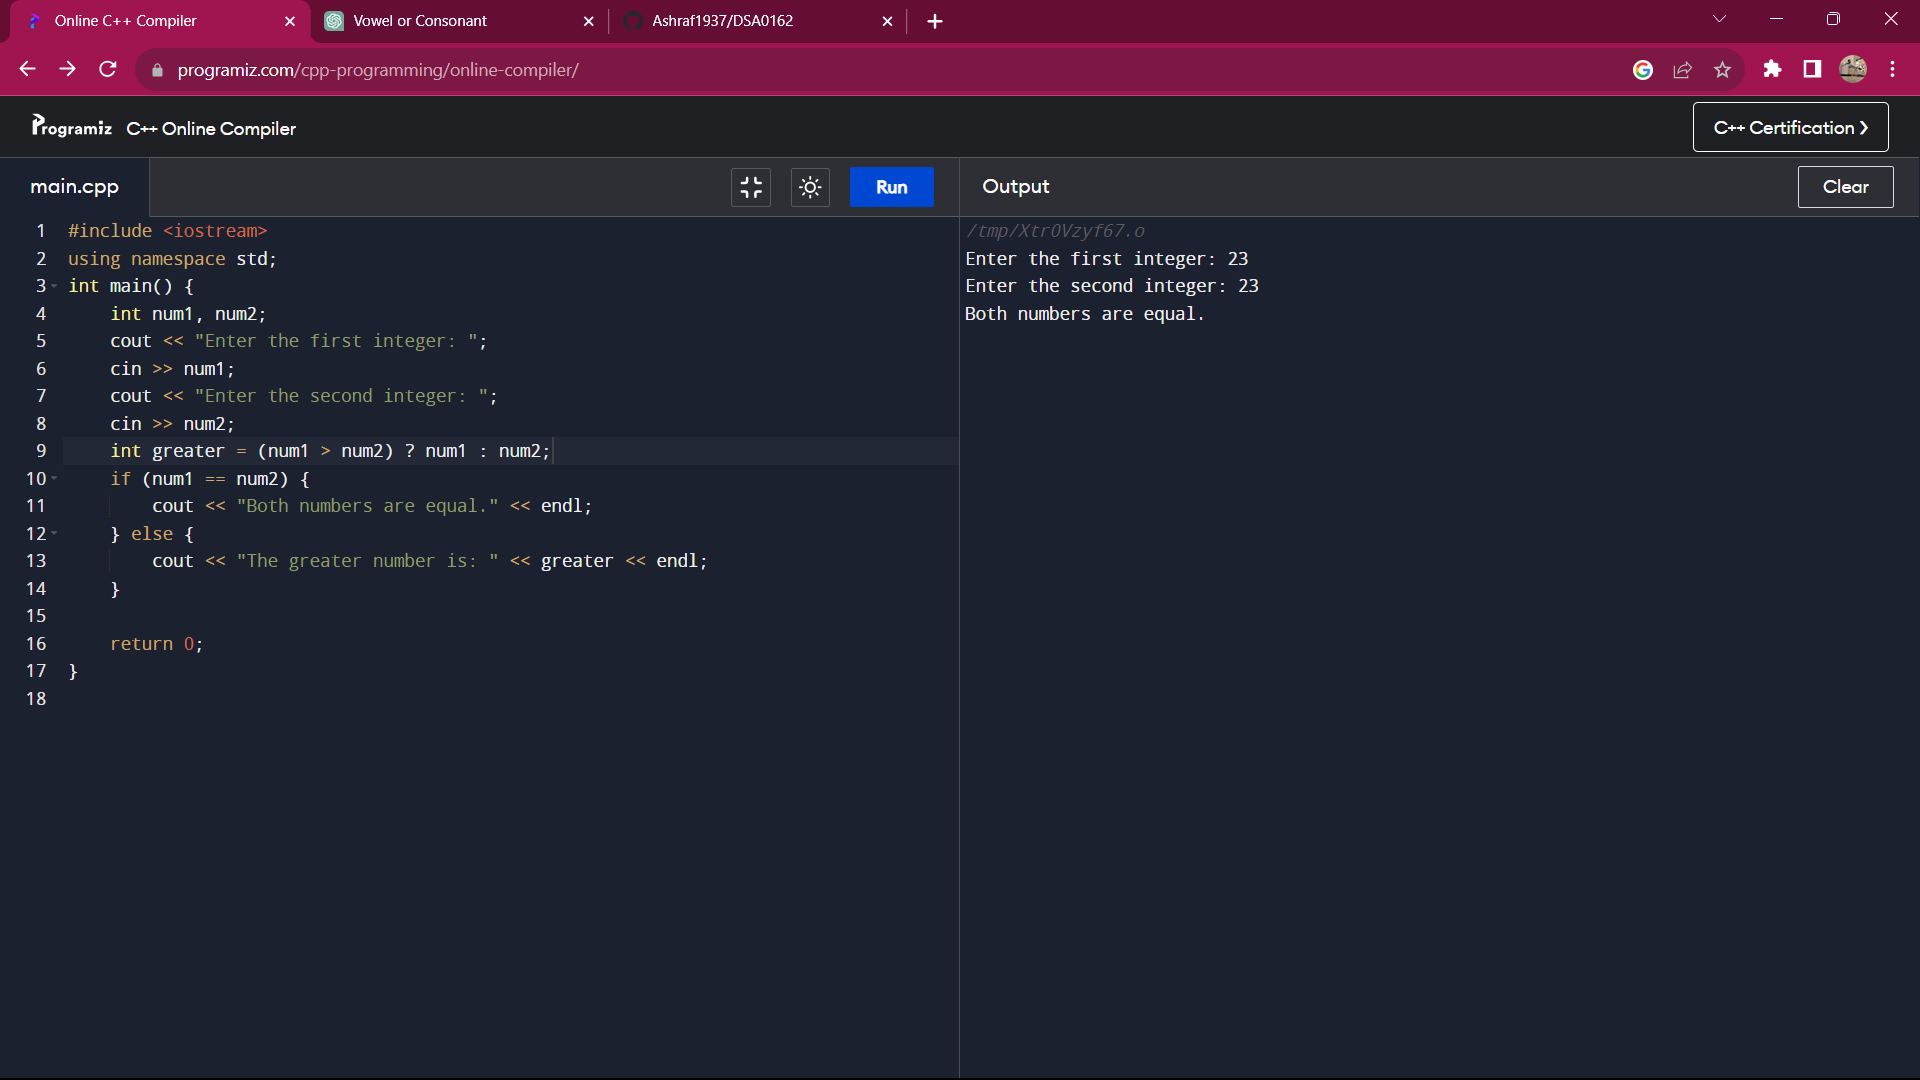 Online C++ Compiler
Vowel or Consonant
Ashraf1937/DSA0162
programiz.com/cpp-programming/online-compiler/
Programiz C++ Online Compiler
C++ Certification
main.cpp
Run
Output
Clear
1 #include <iostream>
2 using namespace std;
3 int main() {
4 int num1, num2;
5 cout << "Enter the first integer: ";
6 cin >> num1;
7 cout << "Enter the second integer: ";
8 cin >> num2;
9 int greater = (num1 > num2) ? num1 : num2;
10 if (num1 == num2) {
11 cout << "Both numbers are equal." << endl;
12 } else {
13 cout << "The greater number is: " << greater << endl;
14 }
15
16 return 0;
17 }
18
/tmp/XtrOVzyf67.o
Enter the first integer: 23
Enter the second integer: 23
Both numbers are equal.